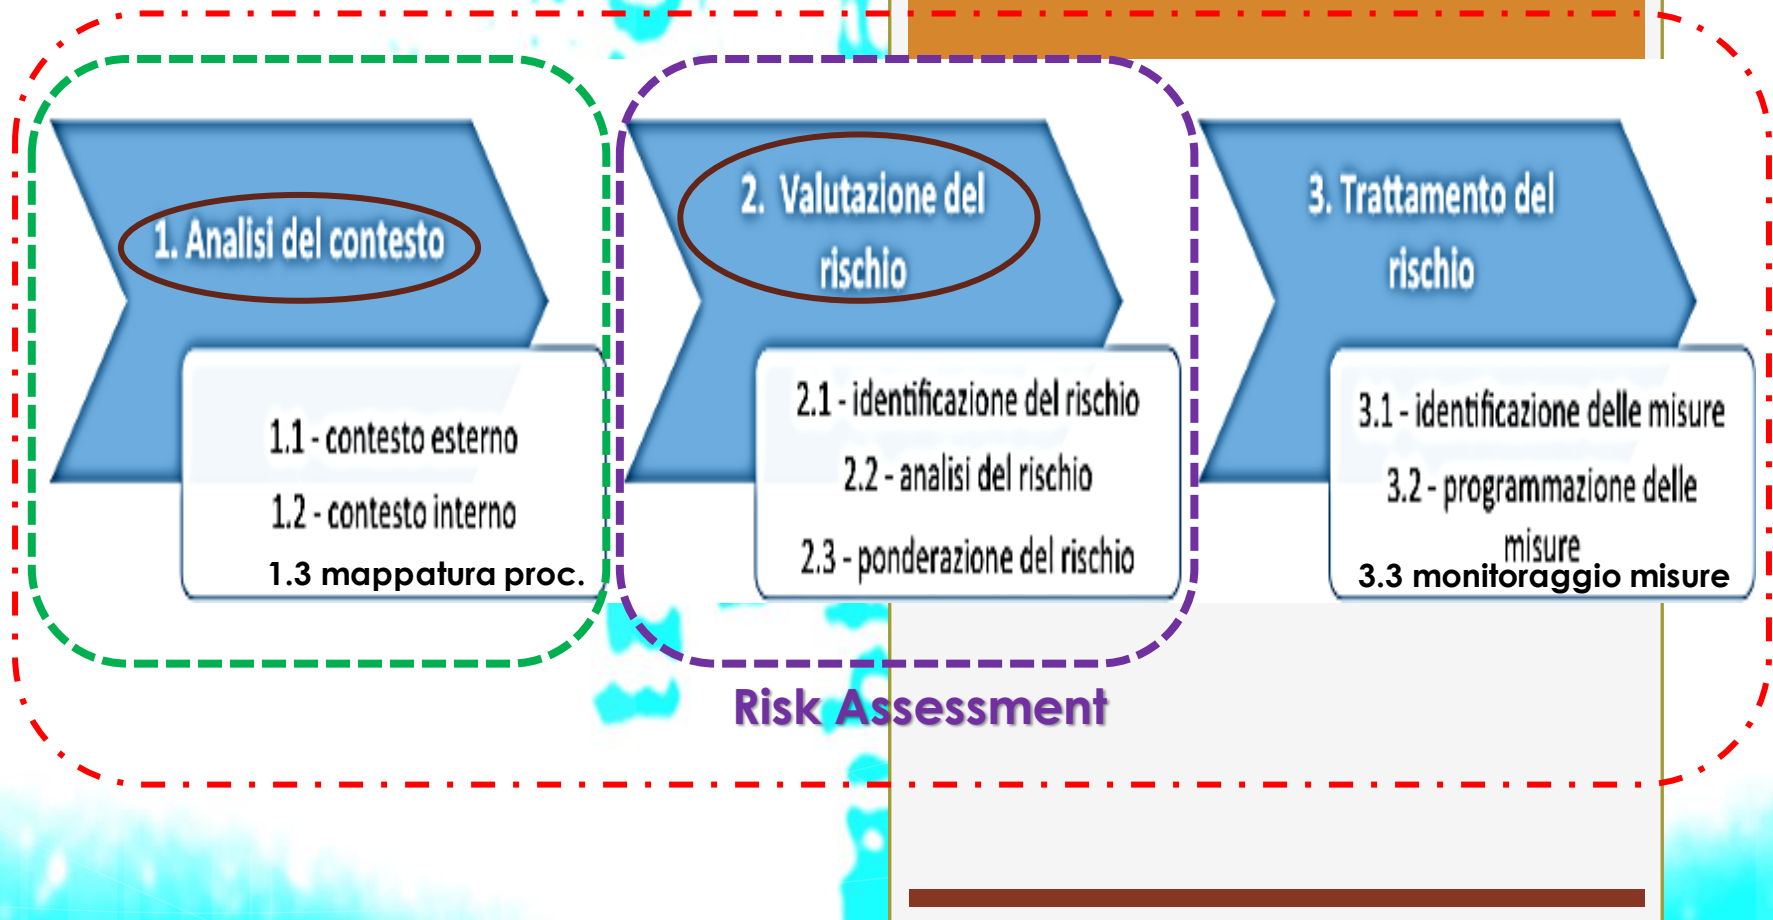 1. Analisi del contesto
1.1 - contesto esterno
1.2 - contesto interno
1.3 mappatura proc.
2. Valutazione del
rischio
2.1 - identificazione del rischio
2.2 - analisi del rischio
2.3 - ponderazione del rischio
3. Trattamento del
rischio
3.1 - identificazione delle misure
3.2 - programmazione delle
misure
3.3 monitoraggio misure
Risk Assessment